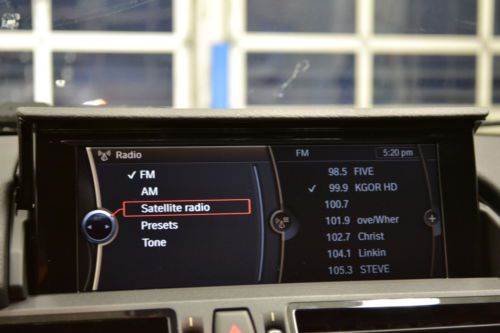 Radio
FM
AM
Satellite radio
Presets
Tone
FM 5:20 pm
98.5 FIVE
99.9 KGOR HD
100.7
101.9 ove/Wher
102.7 Christ
104.1 Linkin
105.3 STEVE